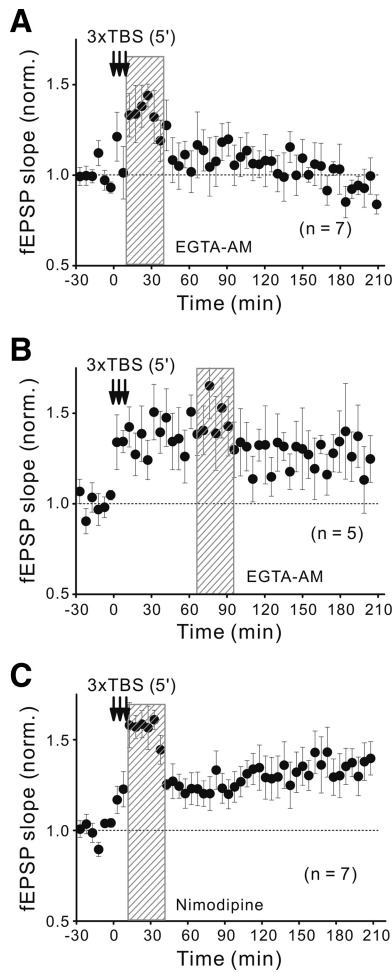 A
3xTBS (5')
fEPSP slope (norm.)
1.5
1.0
0.5
EGTA-AM
(n = 7)
-30 0 30 60 90 120 150 180 210
Time (min)
B
3xTBS (5')
fEPSP slope (norm.)
1.5
1.0
0.5
(n = 5)
EGTA-AM
-30 0 30 60 90 120 150 180 210
Time (min)
C
3xTBS (5')
fEPSP slope (norm.)
1.5
1.0
0.5
(n = 7)
Nimodipine
-30 0 30 60 90 120 150 180 210
Time (min)